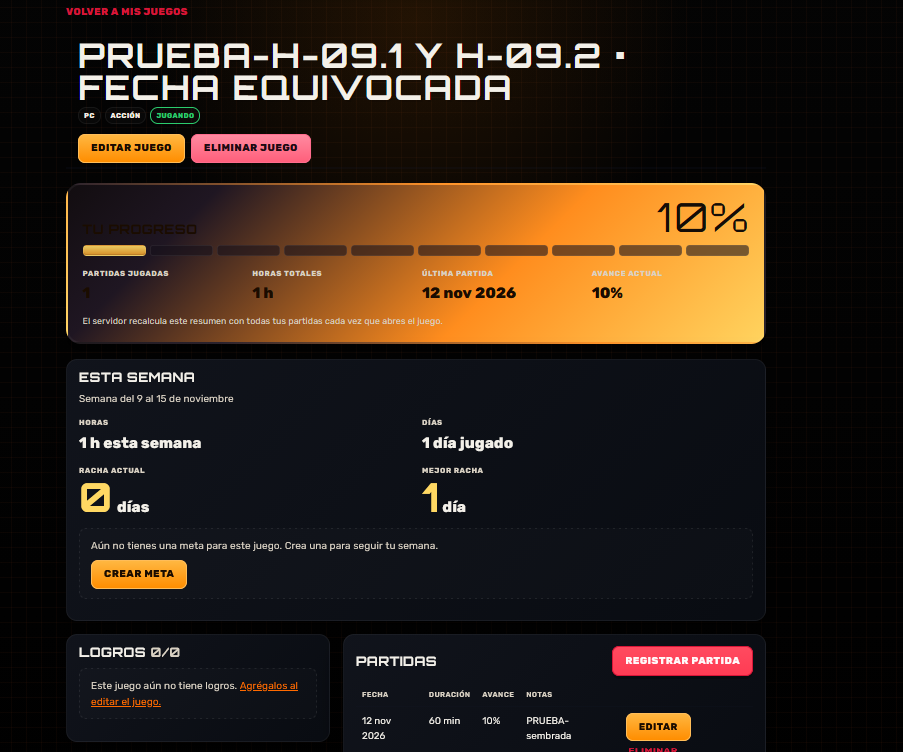 VOLVER A MIS JUEGOS
PRUEBA-H-09.1 Y H-09.2 ·
FECHA EQUIVOCADA
PC ACCIÓN JUGANDO
EDITAR JUEGO ELIMINAR JUEGO
TU PROGRESO 10%
PARTIDAS JUGADAS HORAS TOTALES ÚLTIMA PARTIDA AVANCE ACTUAL
1 1 h 12 nov 2026 10%
El servidor recalcula este resumen con todas tus partidas cada vez que abres el juego.
ESTA SEMANA
Semana del 9 al 15 de noviembre
HORAS DÍAS
1 h esta semana 1 día jugado
RACHA ACTUAL MEJOR RACHA
0 días 1 día
Aún no tienes una meta para este juego. Crea una para seguir tu semana.
CREAR META
LOGROS 0/0
Este juego aún no tiene logros. Agrégalos al
editar el juego.
PARTIDAS REGISTRAR PARTIDA
FECHA DURACIÓN AVANCE NOTAS
12 nov 60 min 10% PRUEBA- EDITAR
2026 sembrada
ELIMINAR